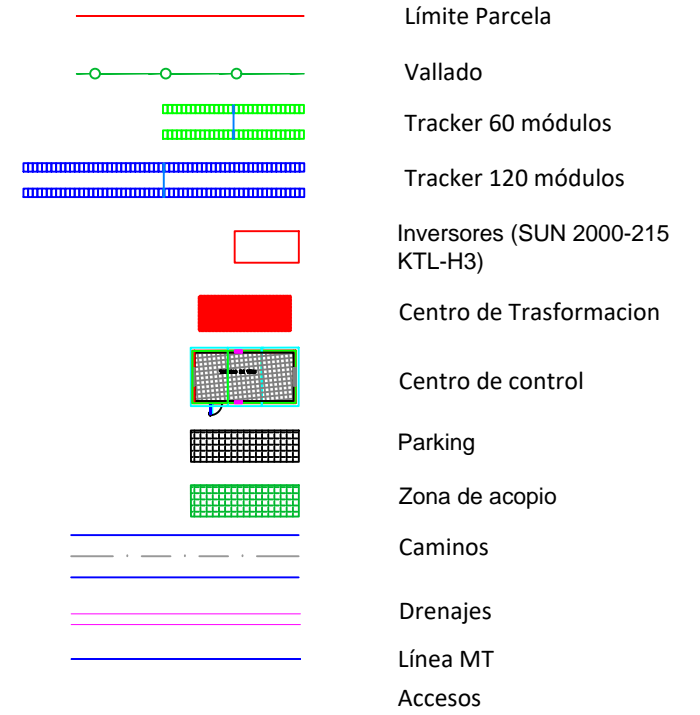 Límite Parcela
Vallado
Tracker 60 módulos
Tracker 120 módulos
Inversores (SUN 2000-215
KTL-H3)
Centro de Trasformacion
Centro de control
Parking
Zona de acopio
Caminos
Drenajes
Línea MT
Accesos